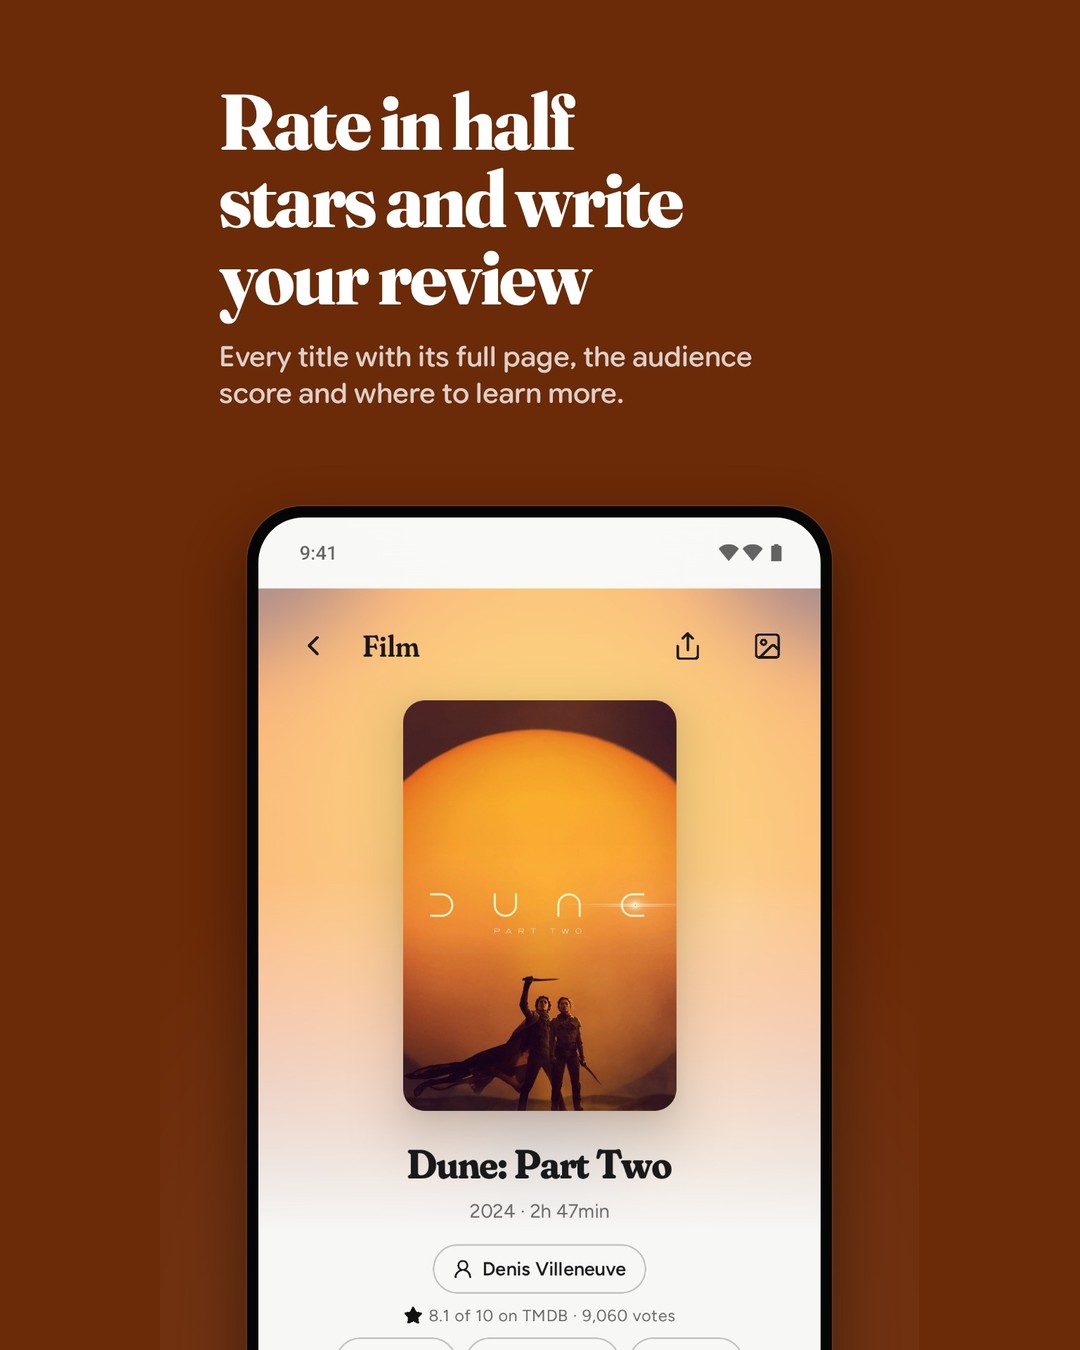 Rate in half
stars and write
your review
Every title with its full page, the audience
score and where to learn more.
9:41
Film
DUNE
PART TWO
Dune: Part Two
2024 · 2h 47min
Denis Villeneuve
8.1 of 10 on TMDB · 9,060 votes